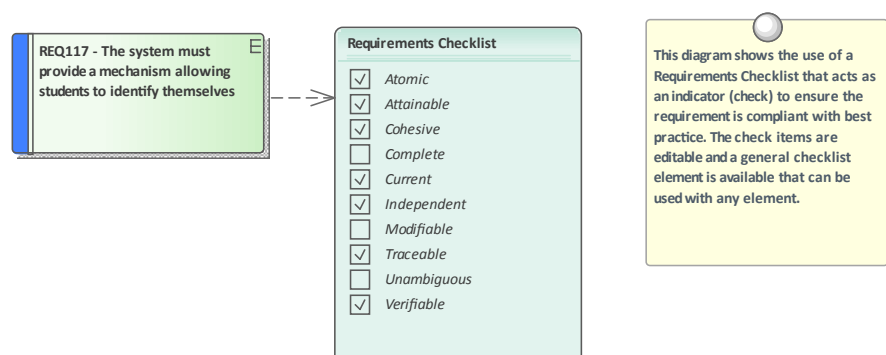 REQ117 - The system must
provide a mechanism allowing
students to identify themselves
Requirements Checklist
Atomic
Attainable
Cohesive
Complete
Current
Independent
Modifiable
Traceable
Unambiguous
Verifiable
This diagram shows the use of a
Requirements Checklist that acts as
an indicator (check) to ensure the
requirement is compliant with best
practice. The check items are
editable and a general checklist
element is available that can be
used with any element.